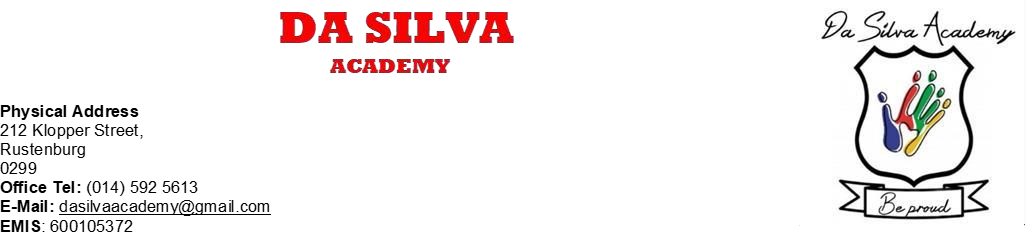 DA SILVA
ACADEMY
Da Silva Academy
Physical Address
212 Klopper Street,
Rustenburg
0299
Office Tel: (014) 592 5613
E-Mail: dasilvaacademy@gmail.com
EMIS: 600105372
Be proud